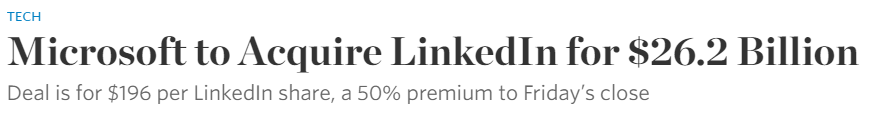 TECH
Microsoft to Acquire LinkedIn for $26.2 Billion
Deal is for $196 per LinkedIn share, a 50% premium to Friday’s close